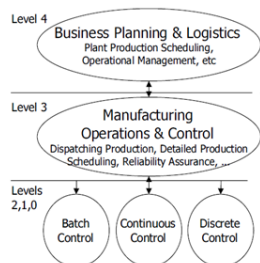 Level 4
Business Planning & Logistics
Plant Production Scheduling,
Operational Management, etc
Level 3
Manufacturing
Operations & Control
Dispatching Production, Detailed Production
Scheduling, Reliability Assurance, ...
Levels
2,1,0
Batch
Control
Continuous
Control
Discrete
Control